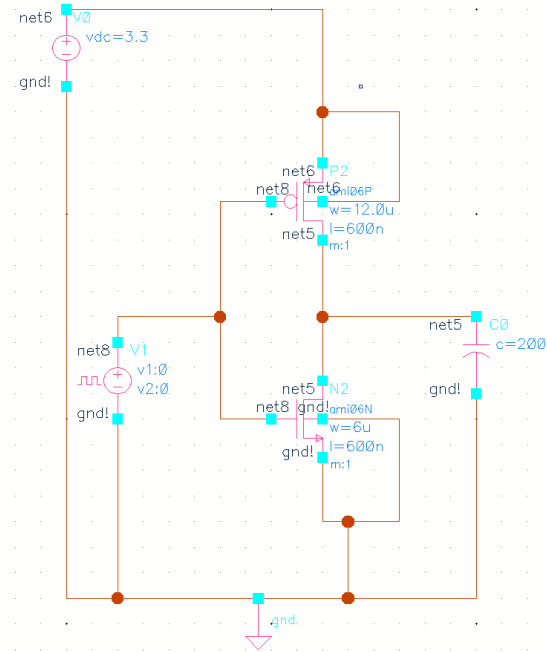 net6 V0
vdc=3.3
gnd!
net6 P2
net8 net6 ami06P
w=12.0u
l=600n
net5
m:1
net5 C0
c=200
net8 V1
v1:0
v2:0
gnd!
gnd!
net5 N2
net8 gnd! ami06N
w=6u
l=600n
gnd!
m:1
gnd.